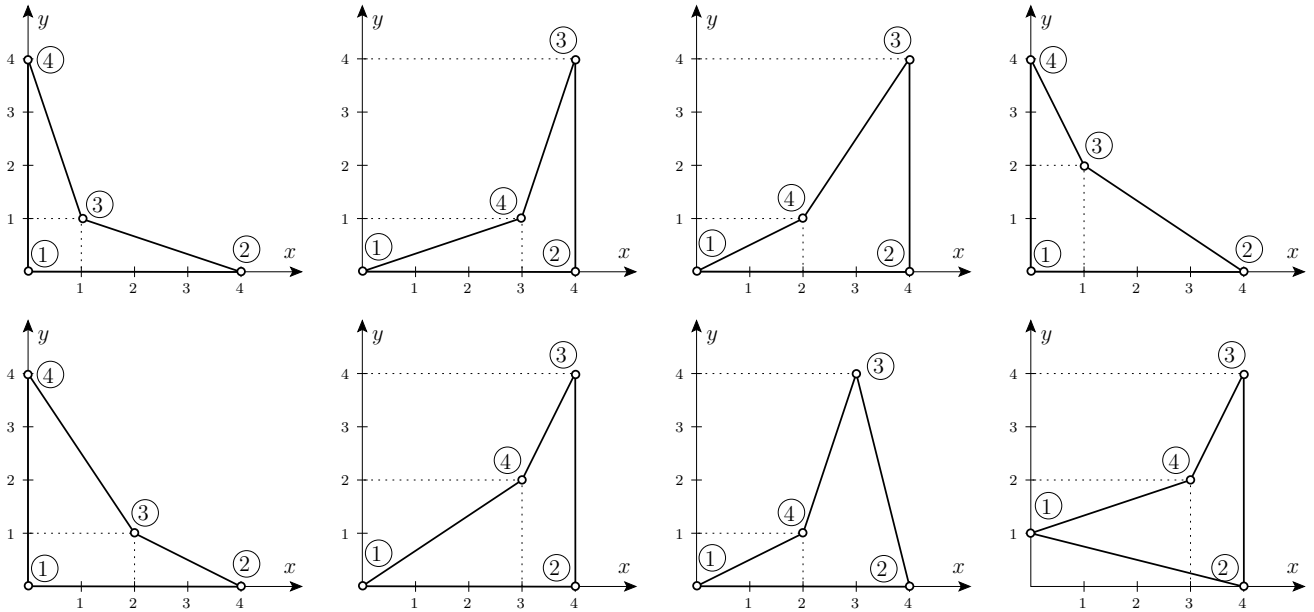 y y y y
4 ④ 4 ③ 4 ③ 4 ④
3 3 3 3
2 2 2 2 ③
1 ③ 1 ④ 1 ④ 1
① ② x ① ② x ① ② x ① ② x
1 2 3 4 1 2 3 4 1 2 3 4 1 2 3 4
y y y y
4 ④ 4 ③ 4 ③ 4 ③
3 3 3 3
2 2 ④ 2 2 ④
1 ③ 1 1 ④ 1 ①
① ② x ① ② x ① ② x ② x
1 2 3 4 1 2 3 4 1 2 3 4 1 2 3 4